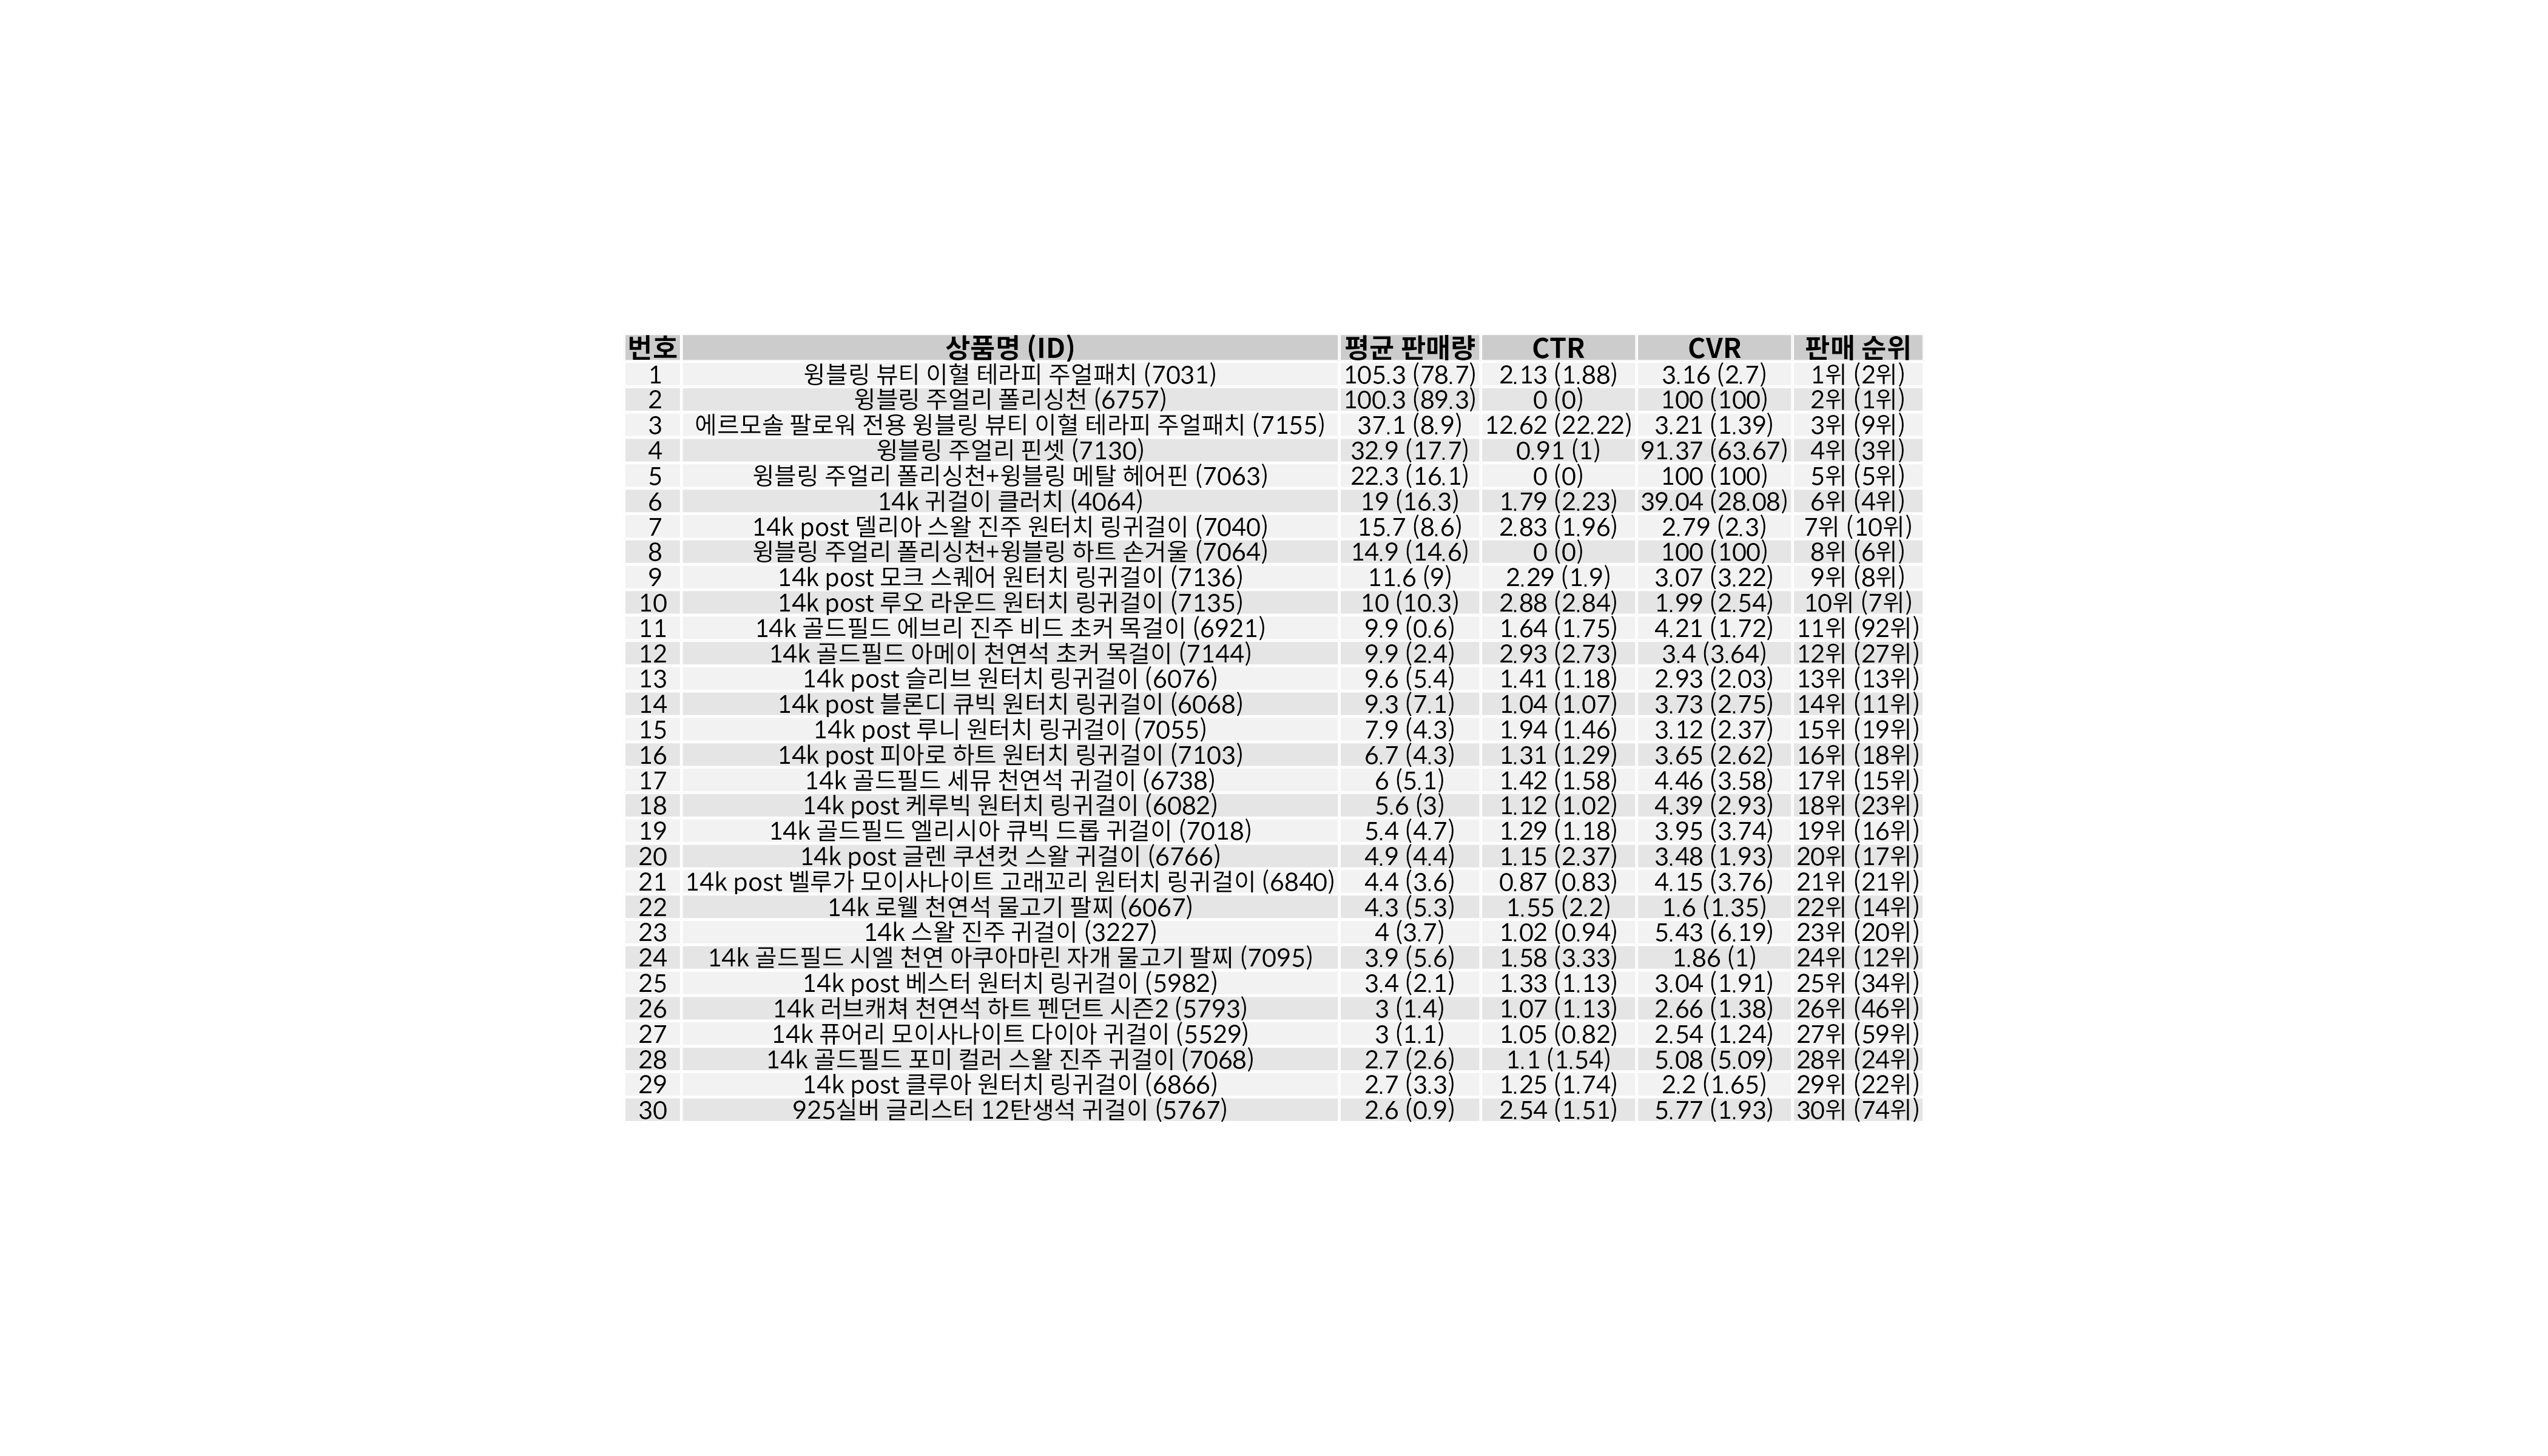 번호 상품명 (ID) 평균 판매량 CTR CVR 판매 순위
1 윙블링 뷰티 이혈 테라피 주얼패치 (7031) 105.3 (78.7) 2.13 (1.88) 3.16 (2.7) 1위 (2위)
2 윙블링 주얼리 폴리싱천 (6757) 100.3 (89.3) 0 (0) 100 (100) 2위 (1위)
3 에르모솔 팔로워 전용 윙블링 뷰티 이혈 테라피 주얼패치 (7155) 37.1 (8.9) 12.62 (22.22) 3.21 (1.39) 3위 (9위)
4 윙블링 주얼리 핀셋 (7130) 32.9 (17.7) 0.91 (1) 91.37 (63.67) 4위 (3위)
5 윙블링 주얼리 폴리싱천+윙블링 메탈 헤어핀 (7063) 22.3 (16.1) 0 (0) 100 (100) 5위 (5위)
6 14k 귀걸이 클러치 (4064) 19 (16.3) 1.79 (2.23) 39.04 (28.08) 6위 (4위)
7 14k post 델리아 스왈 진주 원터치 링귀걸이 (7040) 15.7 (8.6) 2.83 (1.96) 2.79 (2.3) 7위 (10위)
8 윙블링 주얼리 폴리싱천+윙블링 하트 손거울 (7064) 14.9 (14.6) 0 (0) 100 (100) 8위 (6위)
9 14k post 모크 스퀘어 원터치 링귀걸이 (7136) 11.6 (9) 2.29 (1.9) 3.07 (3.22) 9위 (8위)
10 14k post 루오 라운드 원터치 링귀걸이 (7135) 10 (10.3) 2.88 (2.84) 1.99 (2.54) 10위 (7위)
11 14k 골드필드 에브리 진주 비드 초커 목걸이 (6921) 9.9 (0.6) 1.64 (1.75) 4.21 (1.72) 11위 (92위)
12 14k 골드필드 아메이 천연석 초커 목걸이 (7144) 9.9 (2.4) 2.93 (2.73) 3.4 (3.64) 12위 (27위)
13 14k post 슬리브 원터치 링귀걸이 (6076) 9.6 (5.4) 1.41 (1.18) 2.93 (2.03) 13위 (13위)
14 14k post 블론디 큐빅 원터치 링귀걸이 (6068) 9.3 (7.1) 1.04 (1.07) 3.73 (2.75) 14위 (11위)
15 14k post 루니 원터치 링귀걸이 (7055) 7.9 (4.3) 1.94 (1.46) 3.12 (2.37) 15위 (19위)
16 14k post 피아로 하트 원터치 링귀걸이 (7103) 6.7 (4.3) 1.31 (1.29) 3.65 (2.62) 16위 (18위)
17 14k 골드필드 세뮤 천연석 귀걸이 (6738) 6 (5.1) 1.42 (1.58) 4.46 (3.58) 17위 (15위)
18 14k post 케루빅 원터치 링귀걸이 (6082) 5.6 (3) 1.12 (1.02) 4.39 (2.93) 18위 (23위)
19 14k 골드필드 엘리시아 큐빅 드롭 귀걸이 (7018) 5.4 (4.7) 1.29 (1.18) 3.95 (3.74) 19위 (16위)
20 14k post 글렌 쿠션컷 스왈 귀걸이 (6766) 4.9 (4.4) 1.15 (2.37) 3.48 (1.93) 20위 (17위)
21 14k post 벨루가 모이사나이트 고래꼬리 원터치 링귀걸이 (6840) 4.4 (3.6) 0.87 (0.83) 4.15 (3.76) 21위 (21위)
22 14k 로웰 천연석 물고기 팔찌 (6067) 4.3 (5.3) 1.55 (2.2) 1.6 (1.35) 22위 (14위)
23 14k 스왈 진주 귀걸이 (3227) 4 (3.7) 1.02 (0.94) 5.43 (6.19) 23위 (20위)
24 14k 골드필드 시엘 천연 아쿠아마린 자개 물고기 팔찌 (7095) 3.9 (5.6) 1.58 (3.33) 1.86 (1) 24위 (12위)
25 14k post 베스터 원터치 링귀걸이 (5982) 3.4 (2.1) 1.33 (1.13) 3.04 (1.91) 25위 (34위)
26 14k 러브캐쳐 천연석 하트 펜던트 시즌2 (5793) 3 (1.4) 1.07 (1.13) 2.66 (1.38) 26위 (46위)
27 14k 퓨어리 모이사나이트 다이아 귀걸이 (5529) 3 (1.1) 1.05 (0.82) 2.54 (1.24) 27위 (59위)
28 14k 골드필드 포미 컬러 스왈 진주 귀걸이 (7068) 2.7 (2.6) 1.1 (1.54) 5.08 (5.09) 28위 (24위)
29 14k post 클루아 원터치 링귀걸이 (6866) 2.7 (3.3) 1.25 (1.74) 2.2 (1.65) 29위 (22위)
30 925실버 글리스터 12탄생석 귀걸이 (5767) 2.6 (0.9) 2.54 (1.51) 5.77 (1.93) 30위 (74위)